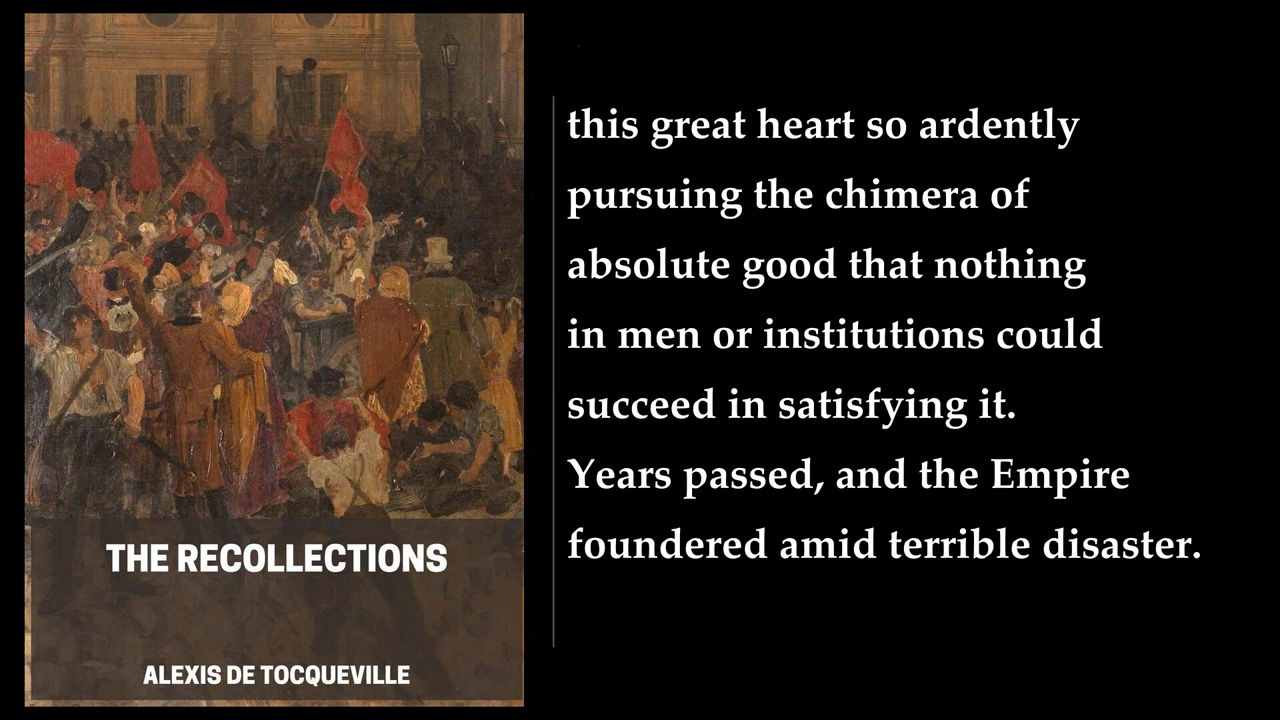 THE RECOLLECTIONS
ALEXIS DE TOCQUEVILLE
this great heart so ardently
pursuing the chimera of
absolute good that nothing
in men or institutions could
succeed in satisfying it.
Years passed, and the Empire
foundered amid terrible disaster.